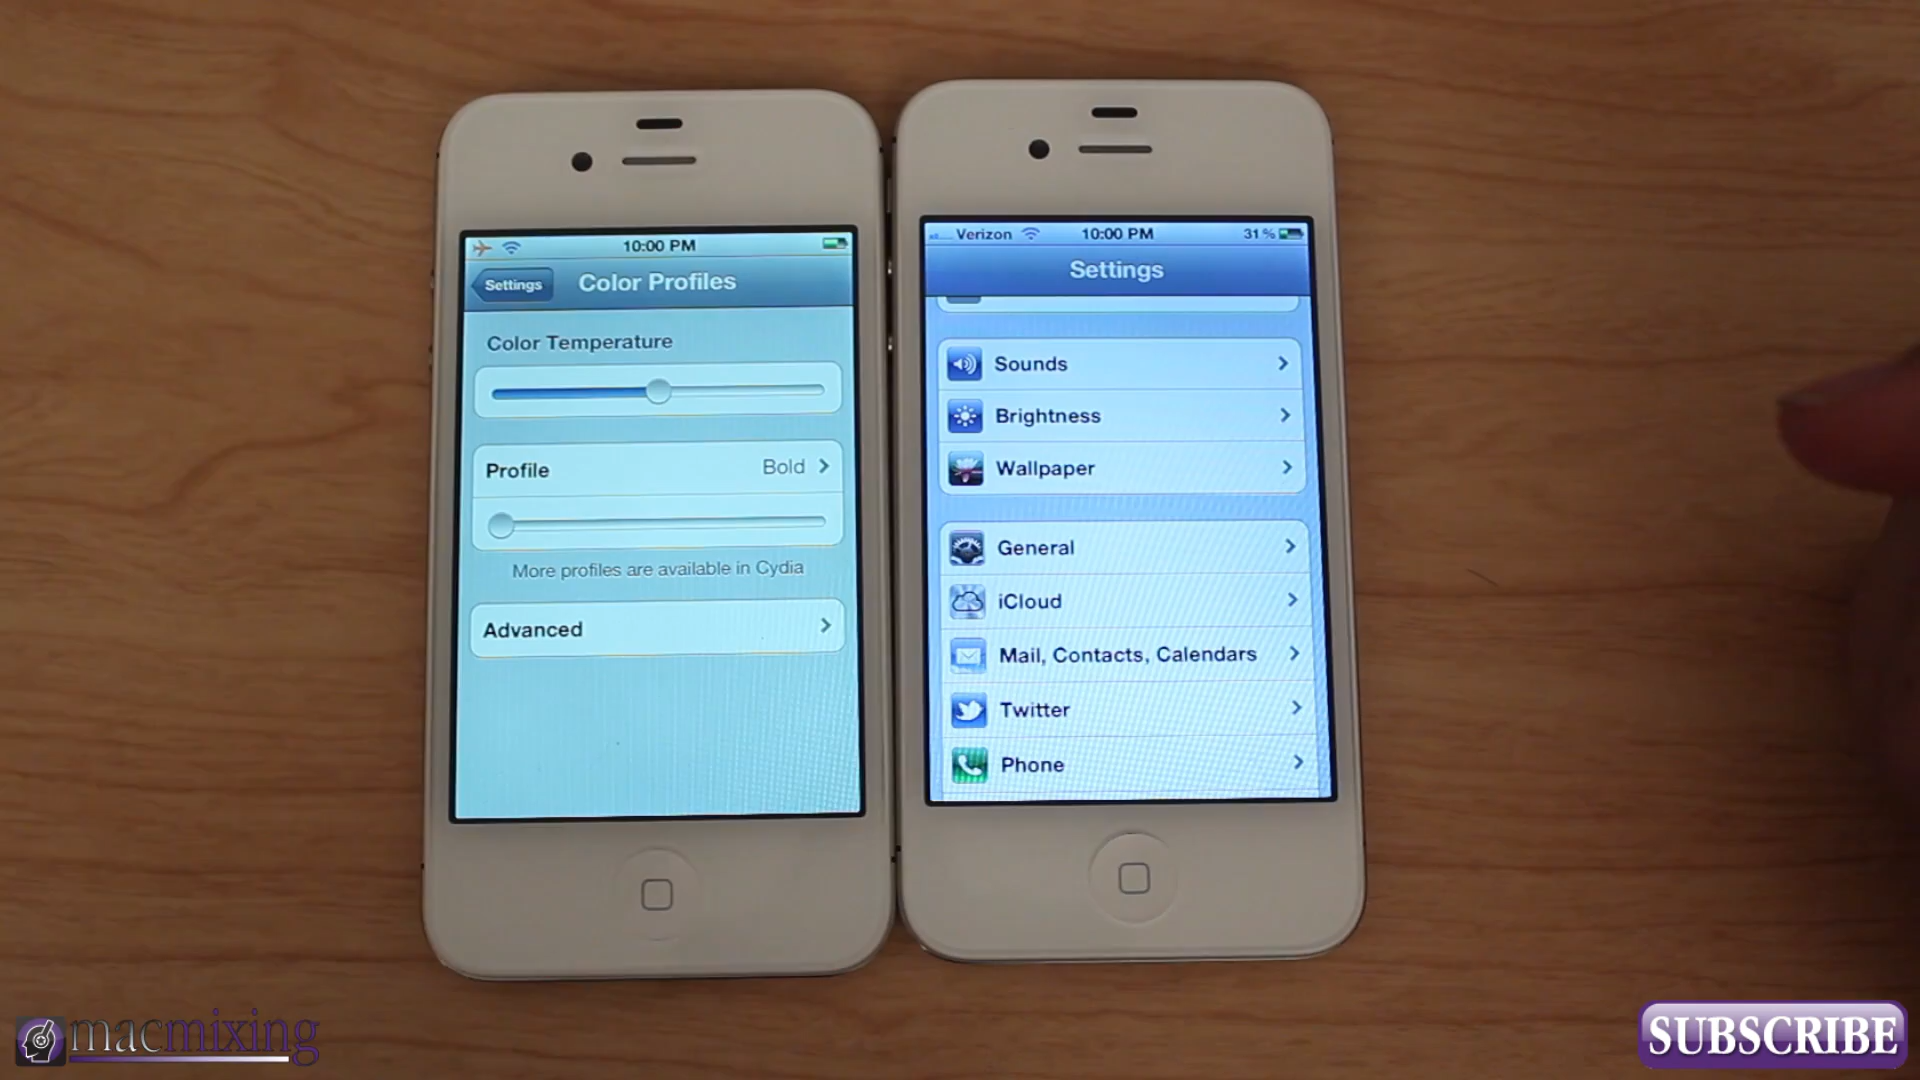 10:00 PM
Settings
Color Profiles
Color Temperature
Profile
Bold
More profiles are available in Cydia
Advanced
Verizon
10:00 PM
31%
Settings
Sounds
Brightness
Wallpaper
General
iCloud
Mail, Contacts, Calendars
Twitter
Phone
macmixing
SUBSCRIBE